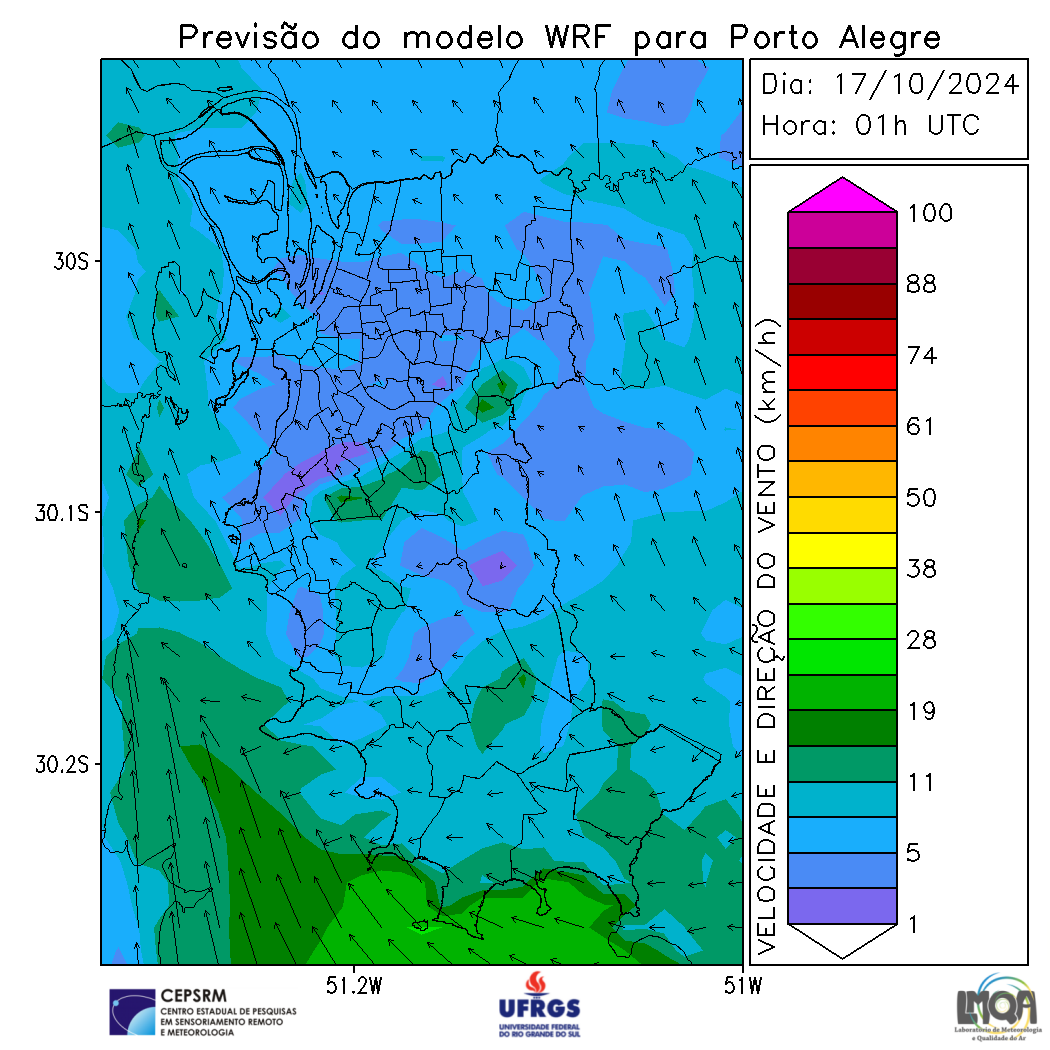 Previsão do modelo WRF para Porto Alegre
Dia: 17/10/2024
Hora: 01h UTC
30S
30.1S
30.2S
51.2W
51W
VELOCIDADE E DIREÇÃO DO VENTO (km/h)
100
88
74
61
50
38
28
19
11
5
1
CEPSRM
CENTRO ESTADUAL DE PESQUISAS
EM SENSORIAMENTO REMOTO
E METEOROLOGIA
UFRGS
UNIVERSIDADE FEDERAL
DO RIO GRANDE DO SUL
LMQA
Laboratório de Meteorologia
e Qualidade do Ar